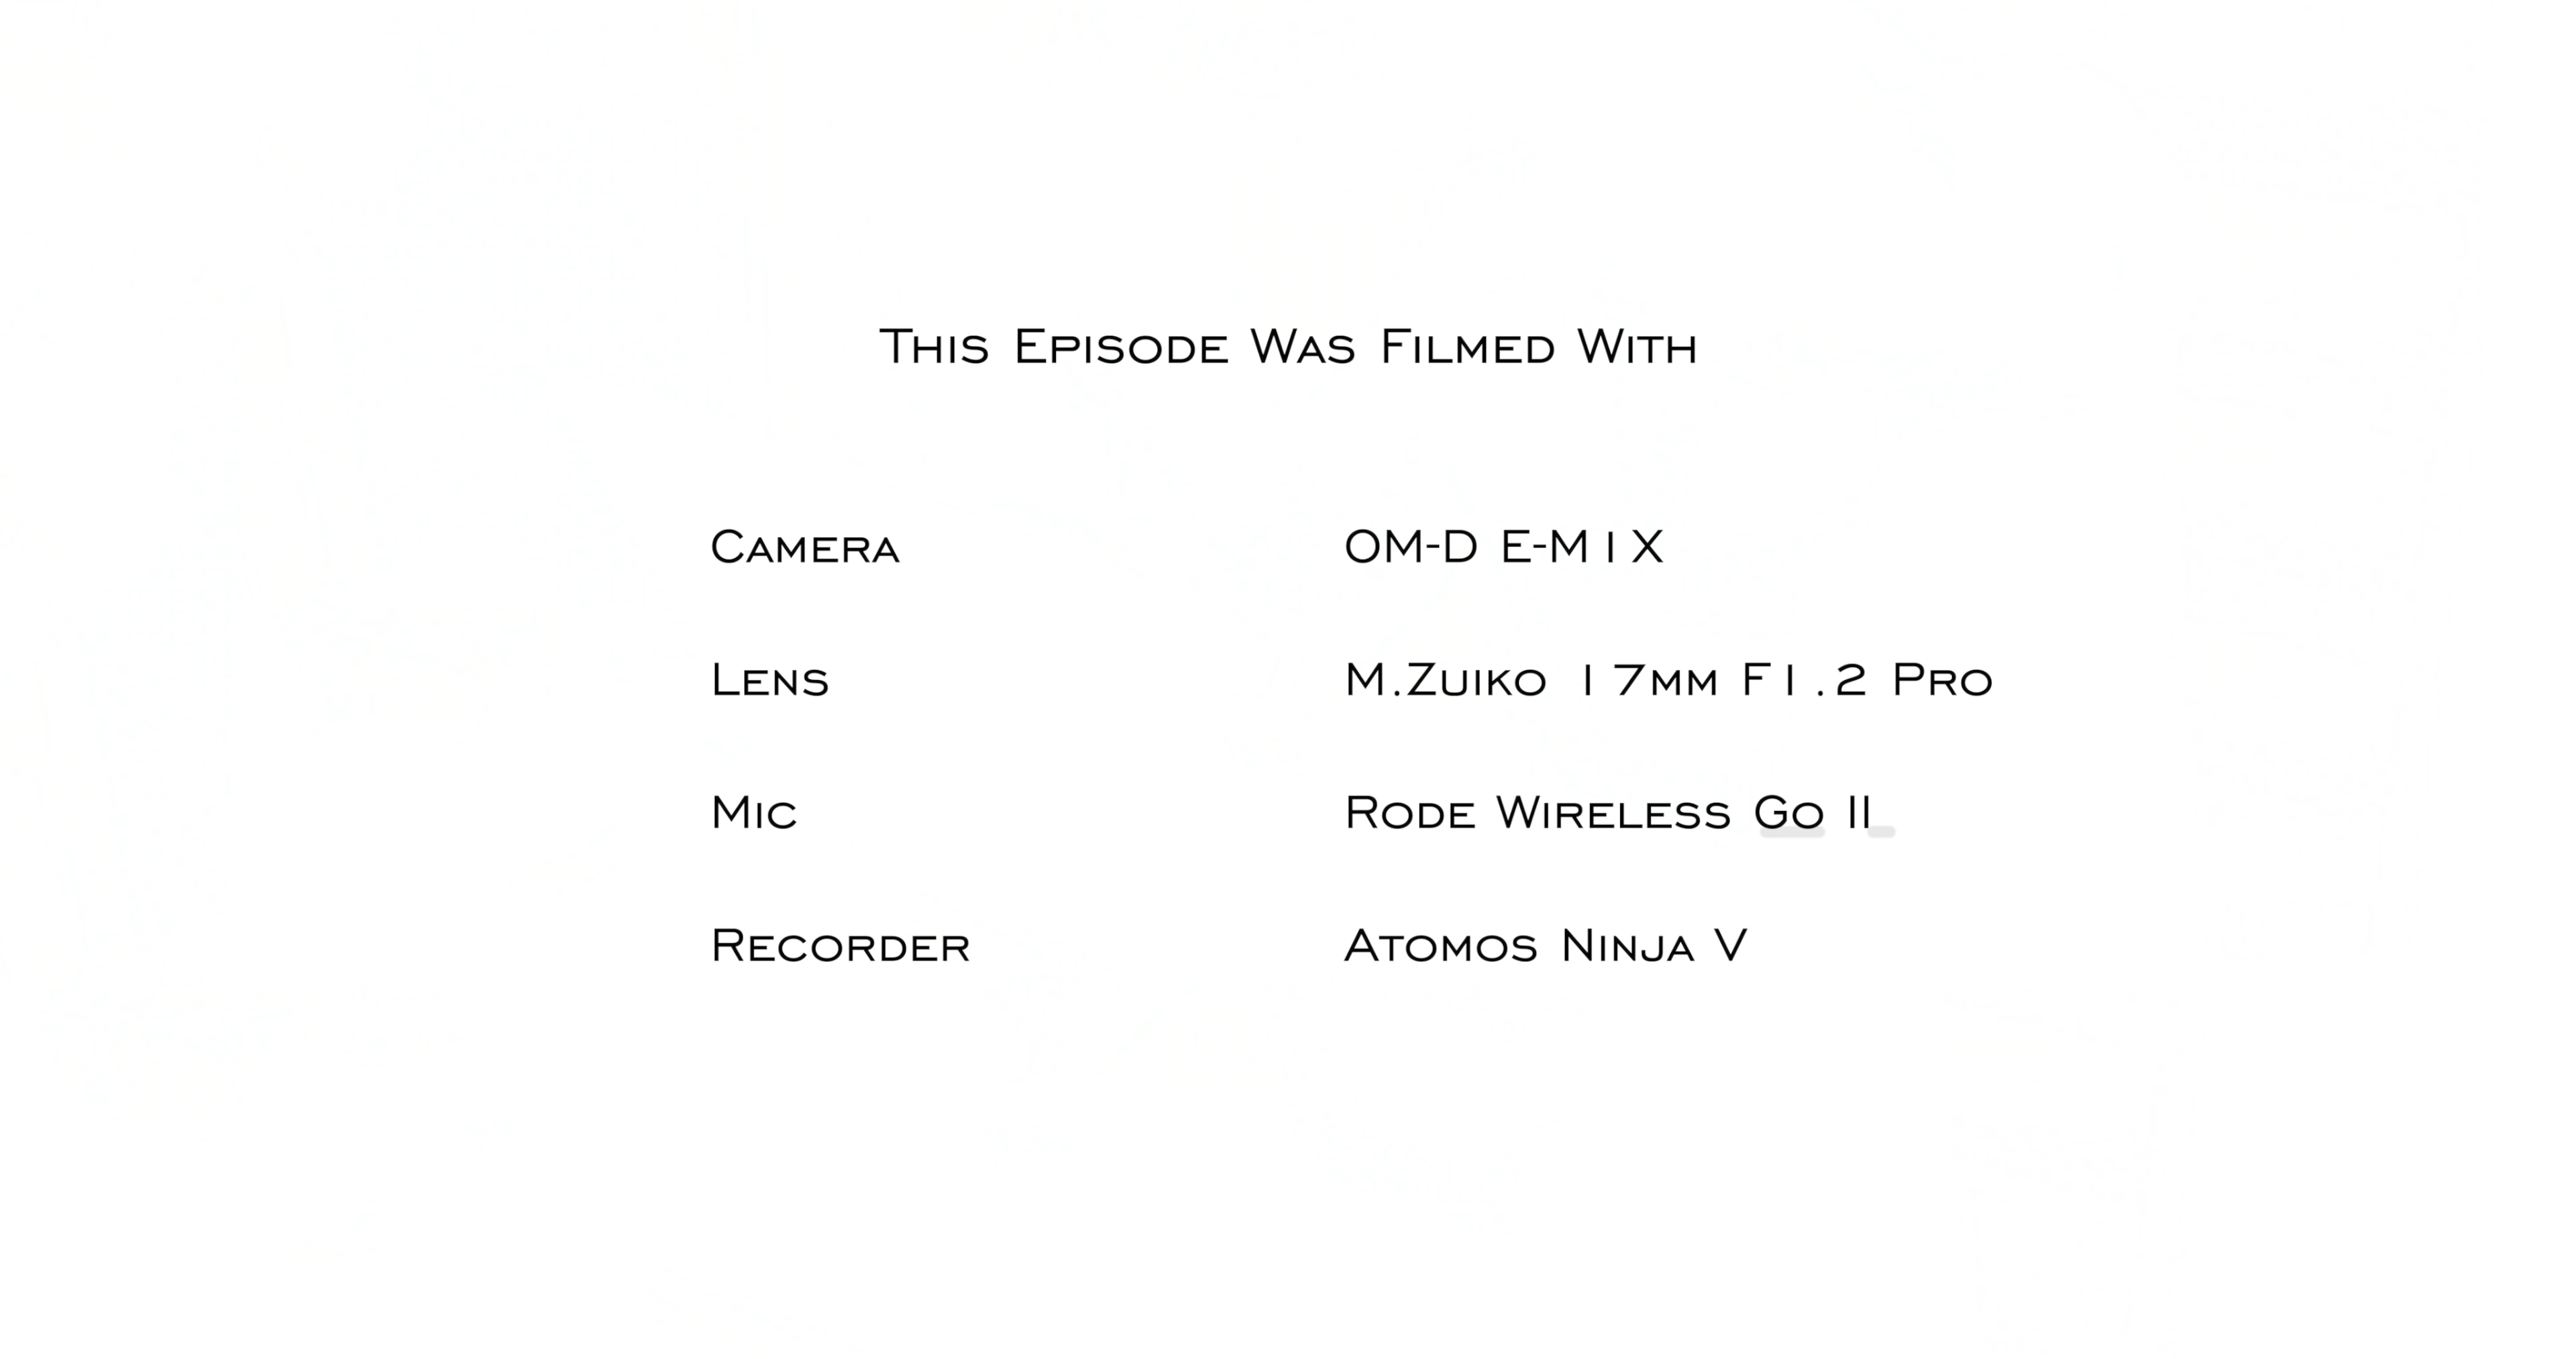 This Episode Was Filmed With
Camera OM-D E-M1X
Lens M.Zuiko 17mm F1.2 Pro
Mic Rode Wireless Go II
Recorder Atomos Ninja V